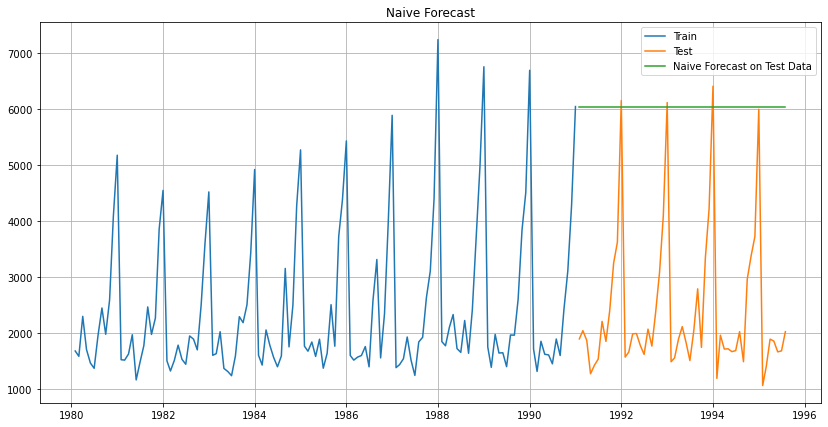 Naive Forecast
Train
Test
Naive Forecast on Test Data
7000
6000
5000
4000
3000
2000
1000
1980 1982 1984 1986 1988 1990 1992 1994 1996